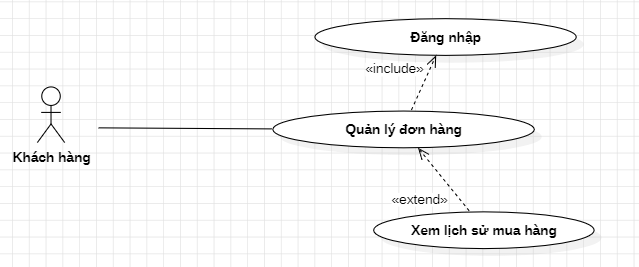 Đăng nhập
«include»
Quản lý đơn hàng
Khách hàng
«extend»
Xem lịch sử mua hàng